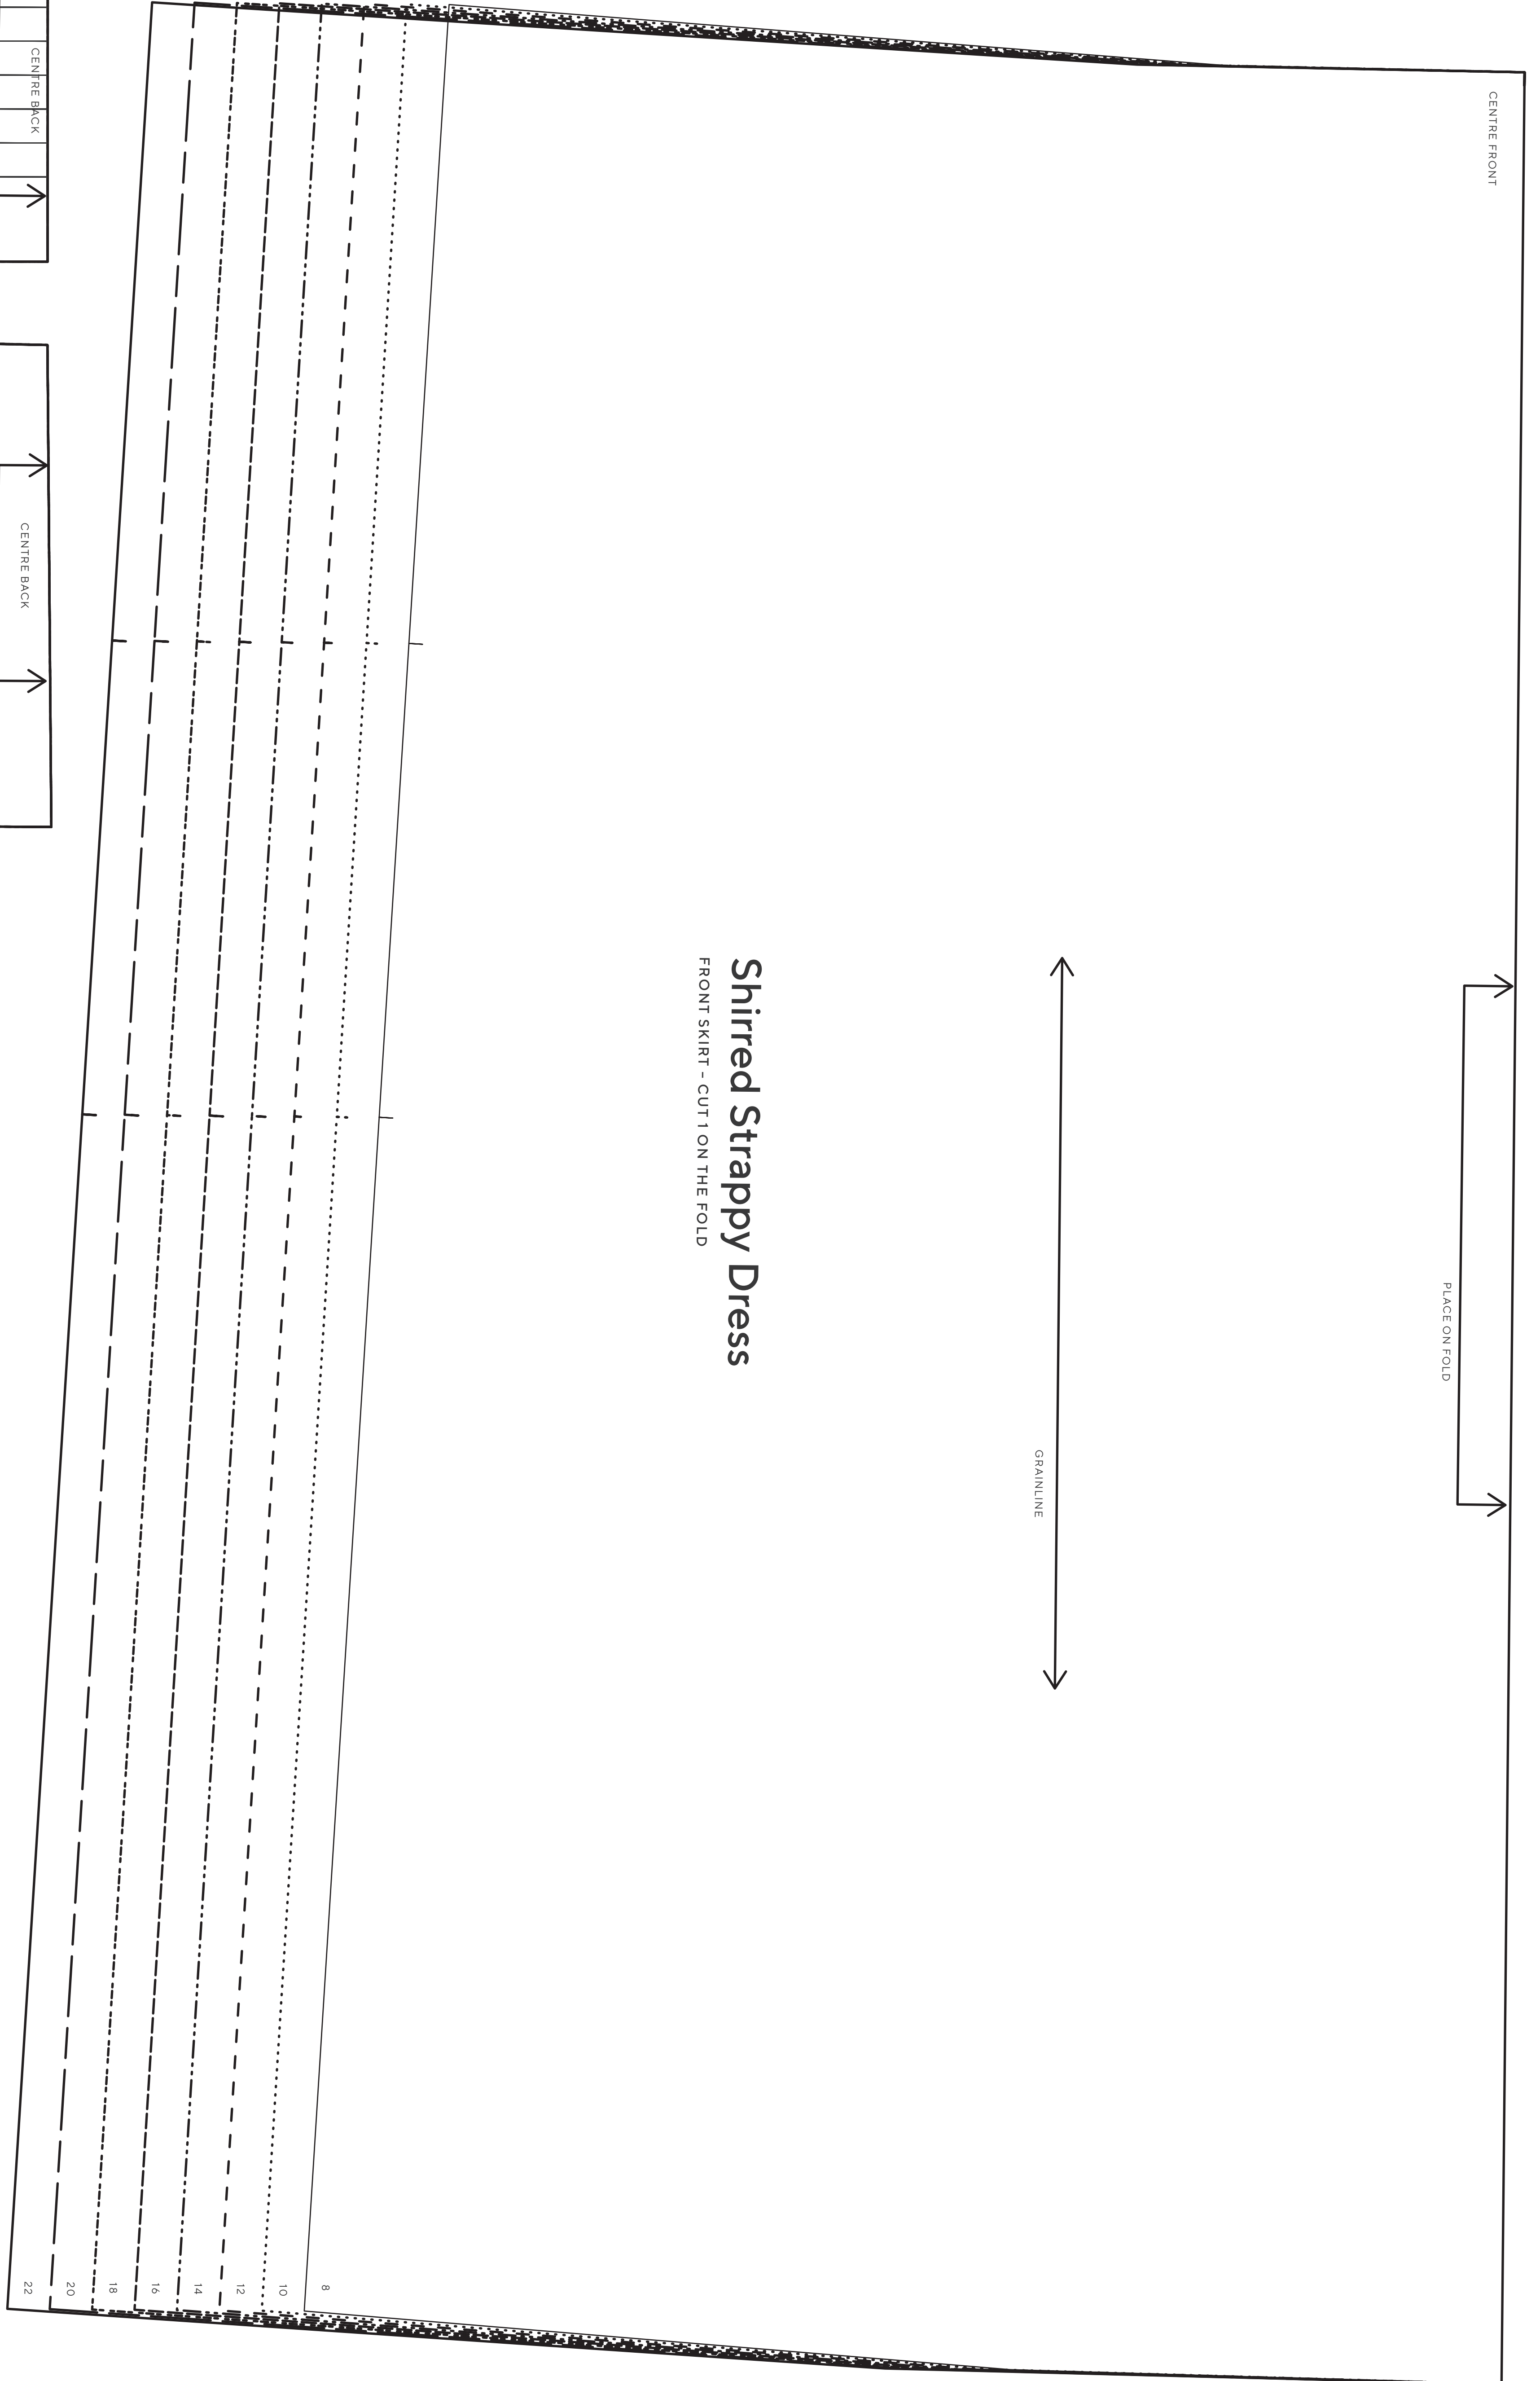 CENTRE BACK
CENTRE FRONT
CENTRE BACK
Shirred Strappy Dress
FRONT SKIRT – CUT 1 ON THE FOLD
PLACE ON FOLD
GRAINLINE
22
20
18
16
14
12
10
8